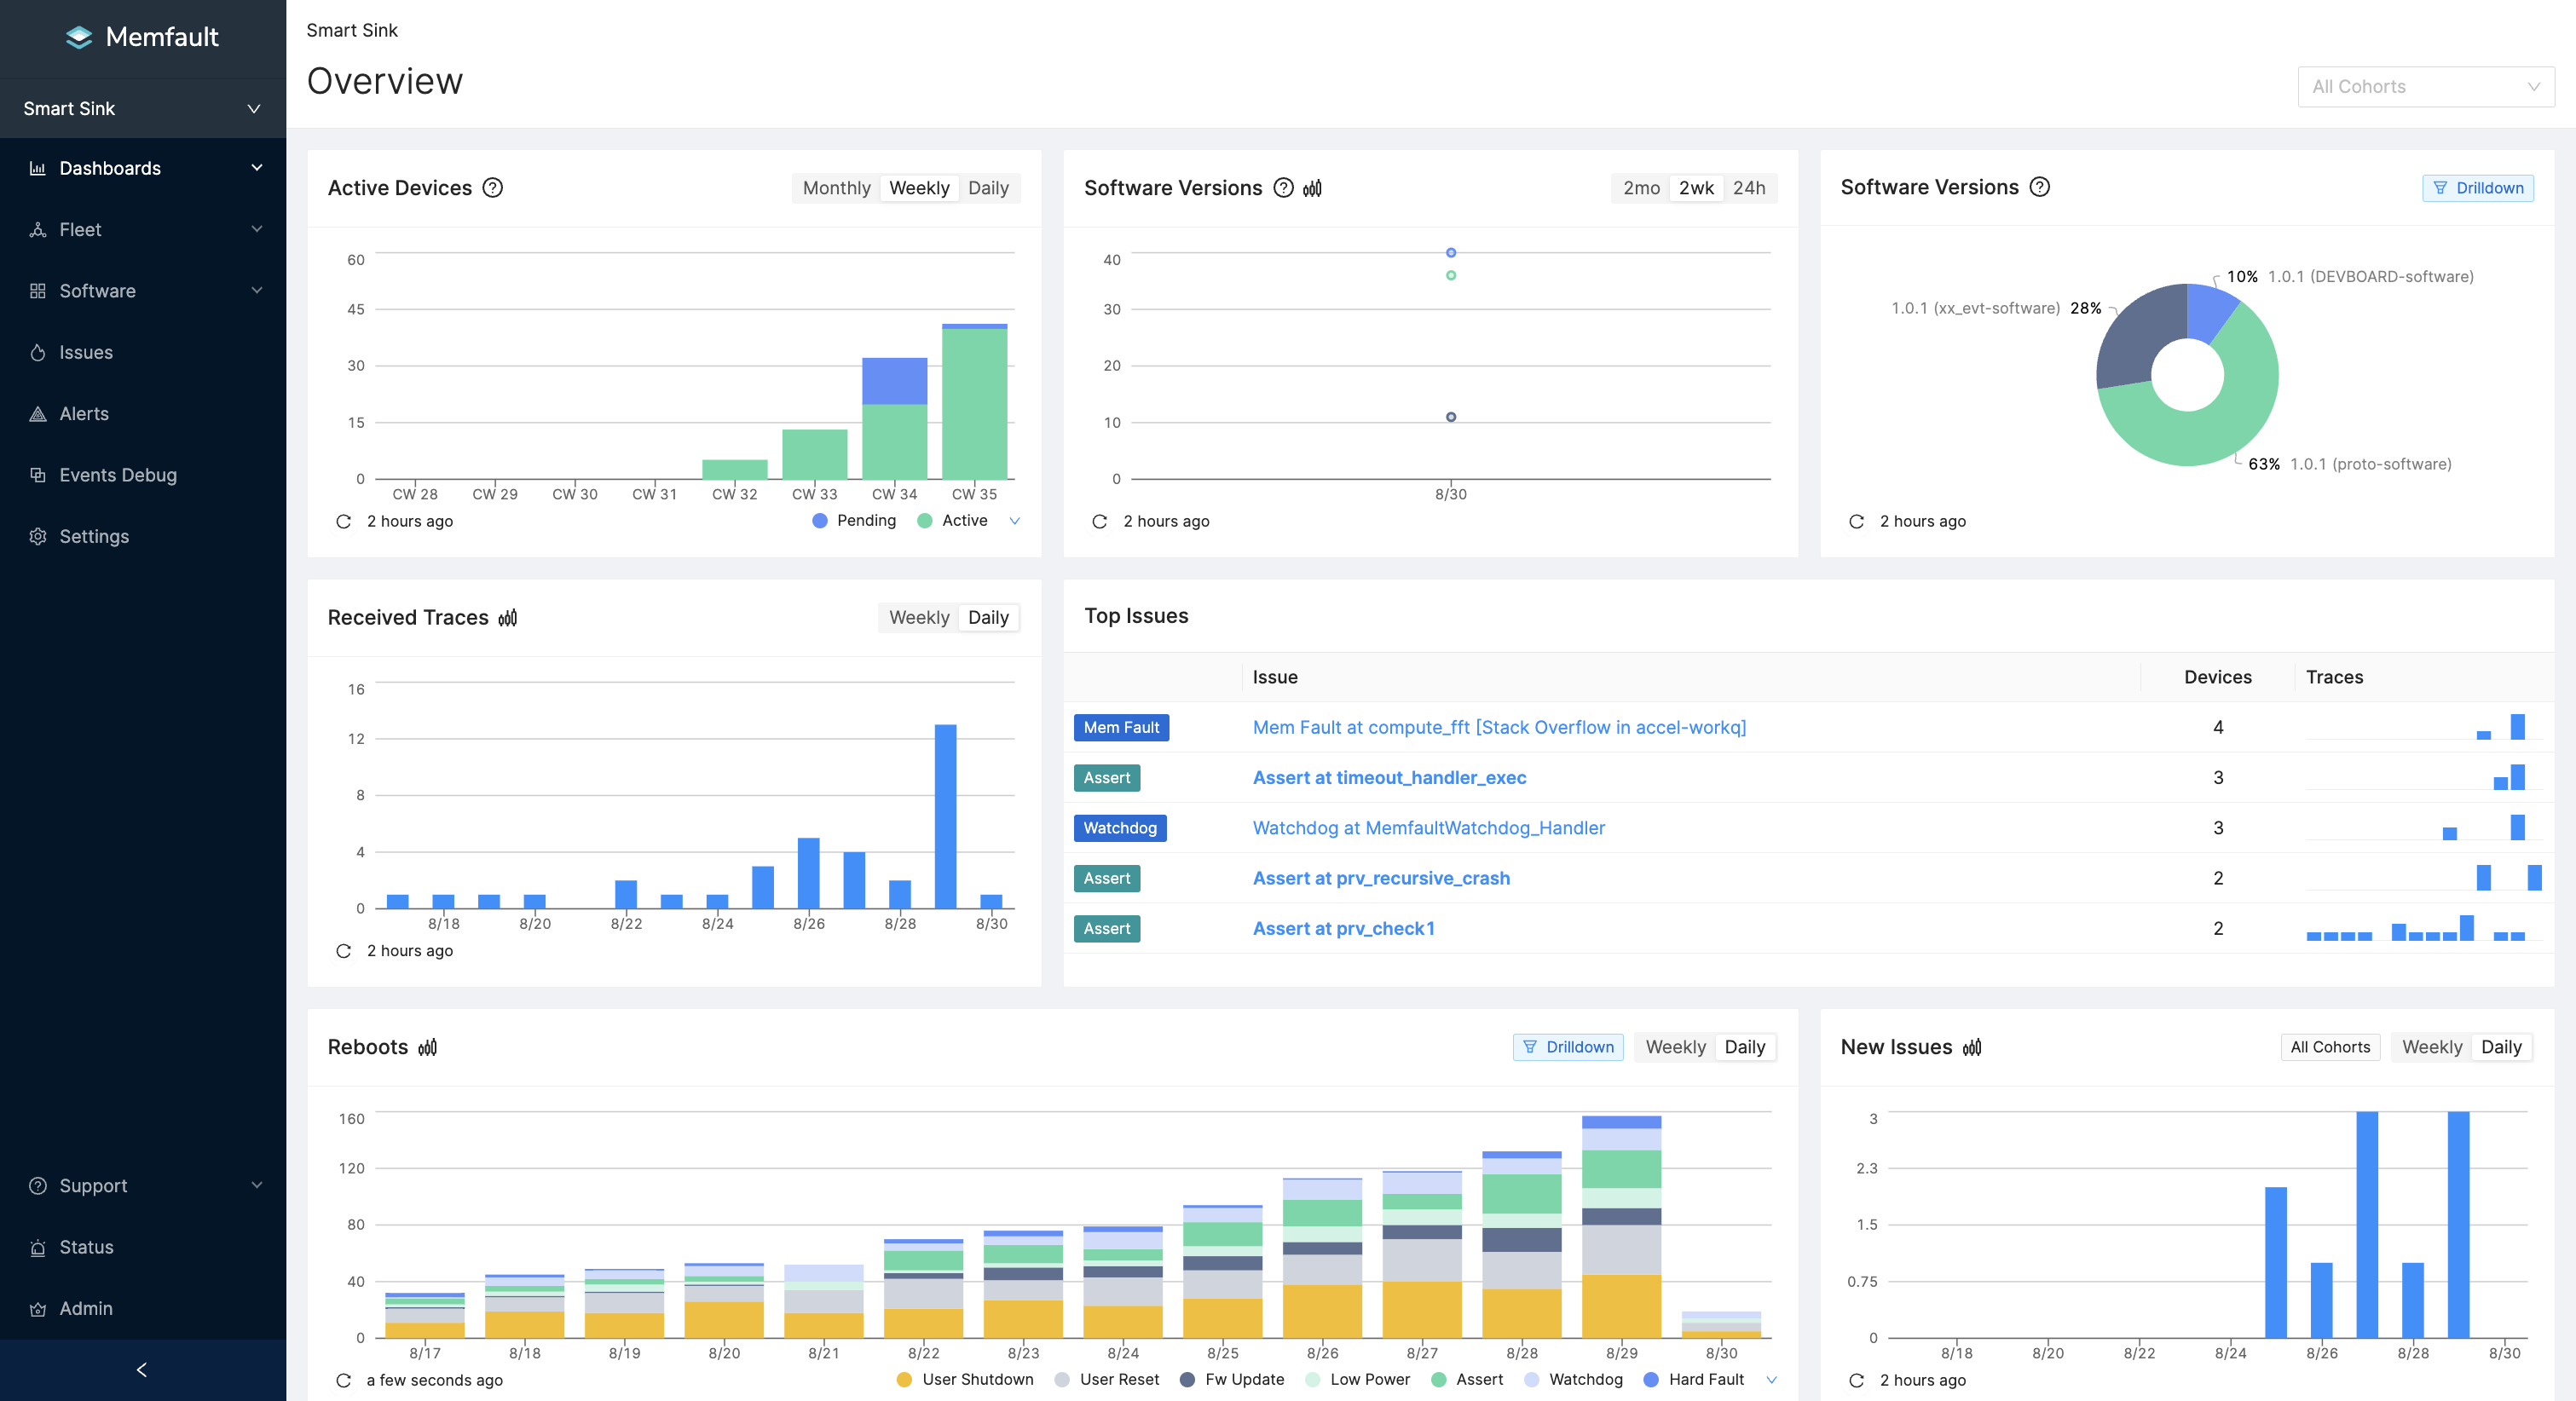 Memfault
Smart Sink
Dashboards
Fleet
Software
Issues
Alerts
Events Debug
Settings
Support
Status
Admin
Smart Sink
Overview
All Cohorts
Active Devices
Monthly Weekly Daily
60
45
30
15
0
CW 28 CW 29 CW 30 CW 31 CW 32 CW 33 CW 34 CW 35
2 hours ago
Pending Active
Software Versions
2mo 2wk 24h
40
30
20
10
0
8/30
2 hours ago
Software Versions
Drilldown
10% 1.0.1 (DEVBOARD-software)
1.0.1 (xx_evt-software) 28%
63% 1.0.1 (proto-software)
2 hours ago
Received Traces
Weekly Daily
16
12
8
4
0
8/18 8/20 8/22 8/24 8/26 8/28 8/30
2 hours ago
Top Issues
Issue Devices Traces
Mem Fault Mem Fault at compute_fft [Stack Overflow in accel-workq] 4
Assert Assert at timeout_handler_exec 3
Watchdog Watchdog at MemfaultWatchdog_Handler 3
Assert Assert at prv_recursive_crash 2
Assert Assert at prv_check1 2
Reboots
Drilldown Weekly Daily
160
120
80
40
0
8/17 8/18 8/19 8/20 8/21 8/22 8/23 8/24 8/25 8/26 8/27 8/28 8/29 8/30
a few seconds ago
User Shutdown User Reset Fw Update Low Power Assert Watchdog Hard Fault
New Issues
All Cohorts Weekly Daily
3
2.3
1.5
0.75
0
8/18 8/20 8/22 8/24 8/26 8/28 8/30
2 hours ago